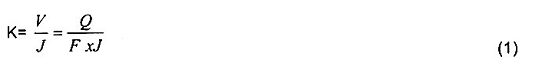 K= V/J = Q/(F xJ) (1)